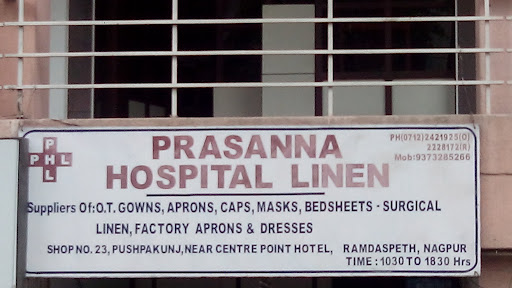 P
PHL
L
PRASANNA
HOSPITAL LINEN
PH(0712)2421925(O)
2228172(R)
Mob:9373285266
Suppliers Of:O.T. GOWNS, APRONS, CAPS, MASKS, BEDSHEETS - SURGICAL
LINEN, FACTORY APRONS & DRESSES
SHOP NO. 23, PUSHPAKUNJ, NEAR CENTRE POINT HOTEL, RAMDASPETH, NAGPUR
TIME : 1030 TO 1830 Hrs